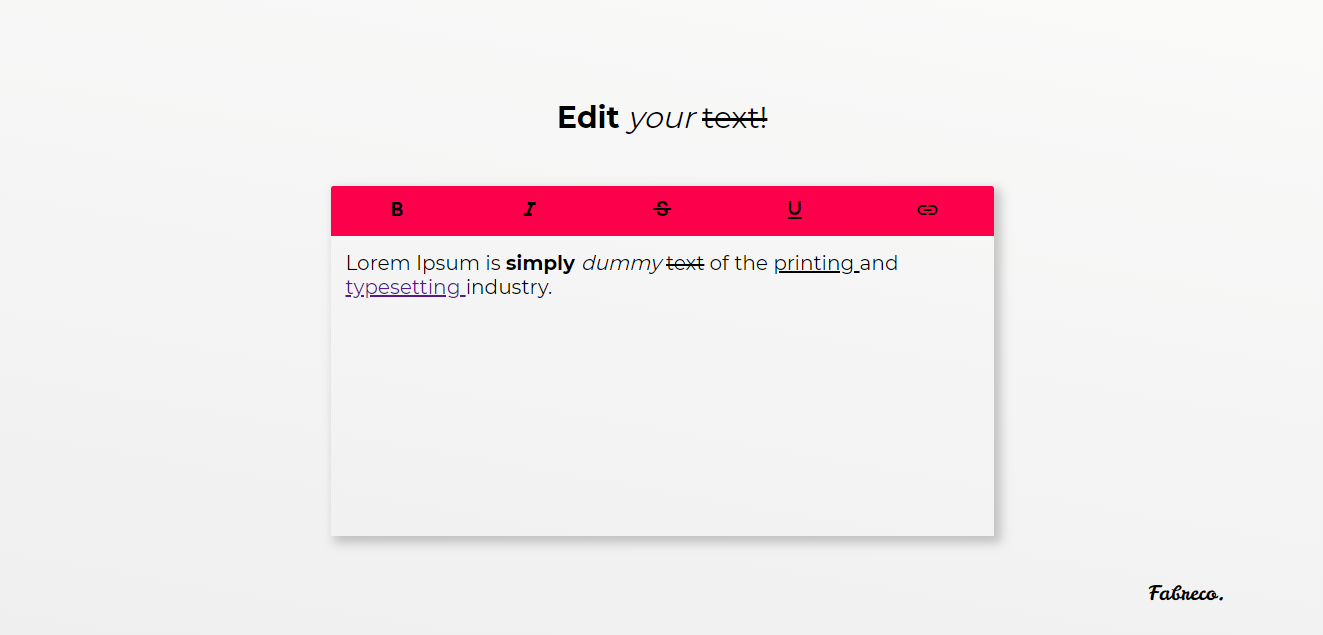 Edit your text!
B I S U
Lorem Ipsum is simply dummy text of the printing and
typesetting industry.
Fabreco.